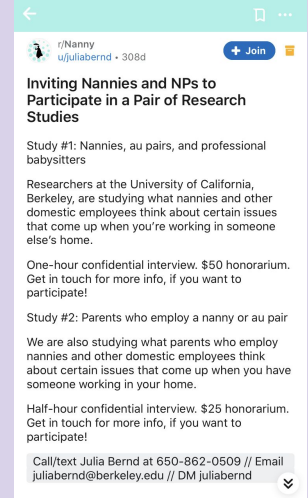 r/Nanny
u/juliabernd • 308d
+ Join
Inviting Nannies and NPs to
Participate in a Pair of Research
Studies
Study #1: Nannies, au pairs, and professional
babysitters
Researchers at the University of California,
Berkeley, are studying what nannies and other
domestic employees think about certain issues
that come up when you're working in someone
else's home.
One-hour confidential interview. $50 honorarium.
Get in touch for more info, if you want to
participate!
Study #2: Parents who employ a nanny or au pair
We are also studying what parents who employ
nannies and other domestic employees think
about certain issues that come up when you have
someone working in your home.
Half-hour confidential interview. $25 honorarium.
Get in touch for more info, if you want to
participate!
Call/text Julia Bernd at 650-862-0509 // Email
juliabernd@berkeley.edu // DM juliabernd